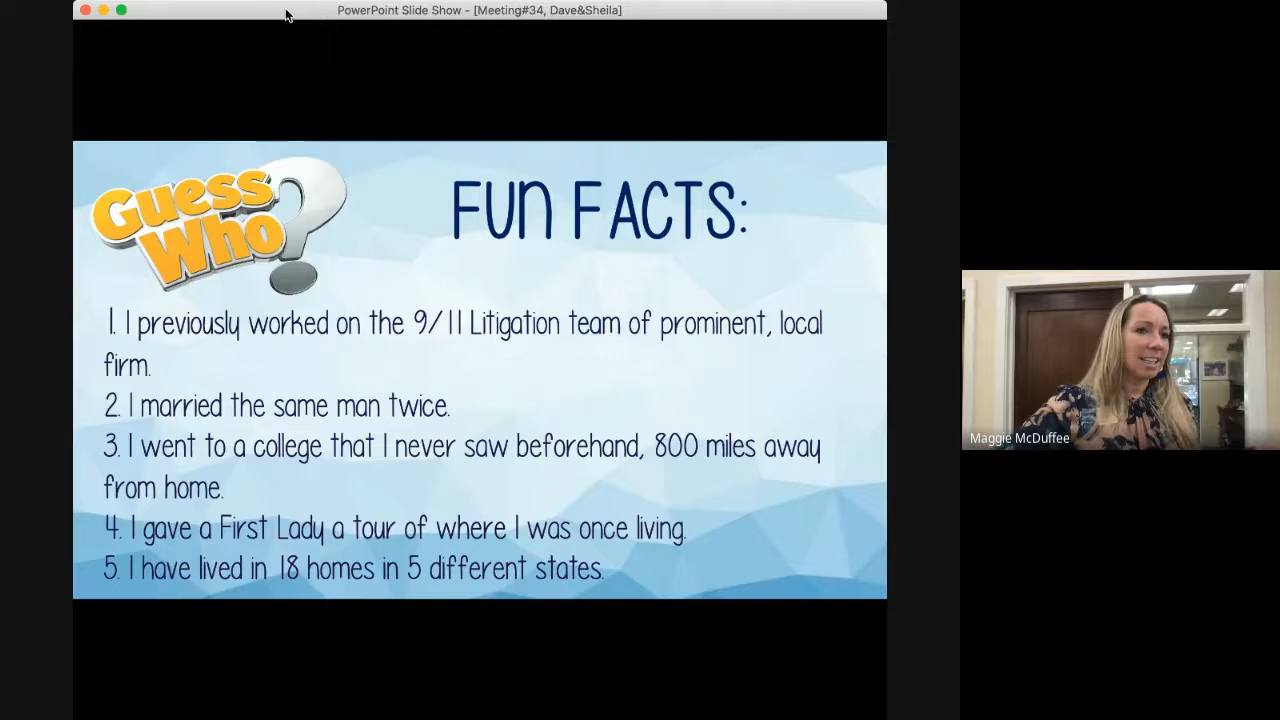 PowerPoint Slide Show - [Meeting#34, Dave&Sheila]
Guess
Who?
FUN FACTS:
1. I previously worked on the 9/11 Litigation team of prominent, local
firm.
2. I married the same man twice.
3. I went to a college that I never saw beforehand, 800 miles away
from home.
4. I gave a First Lady a tour of where I was once living.
5. I have lived in 18 homes in 5 different states.
Maggie McDuffee